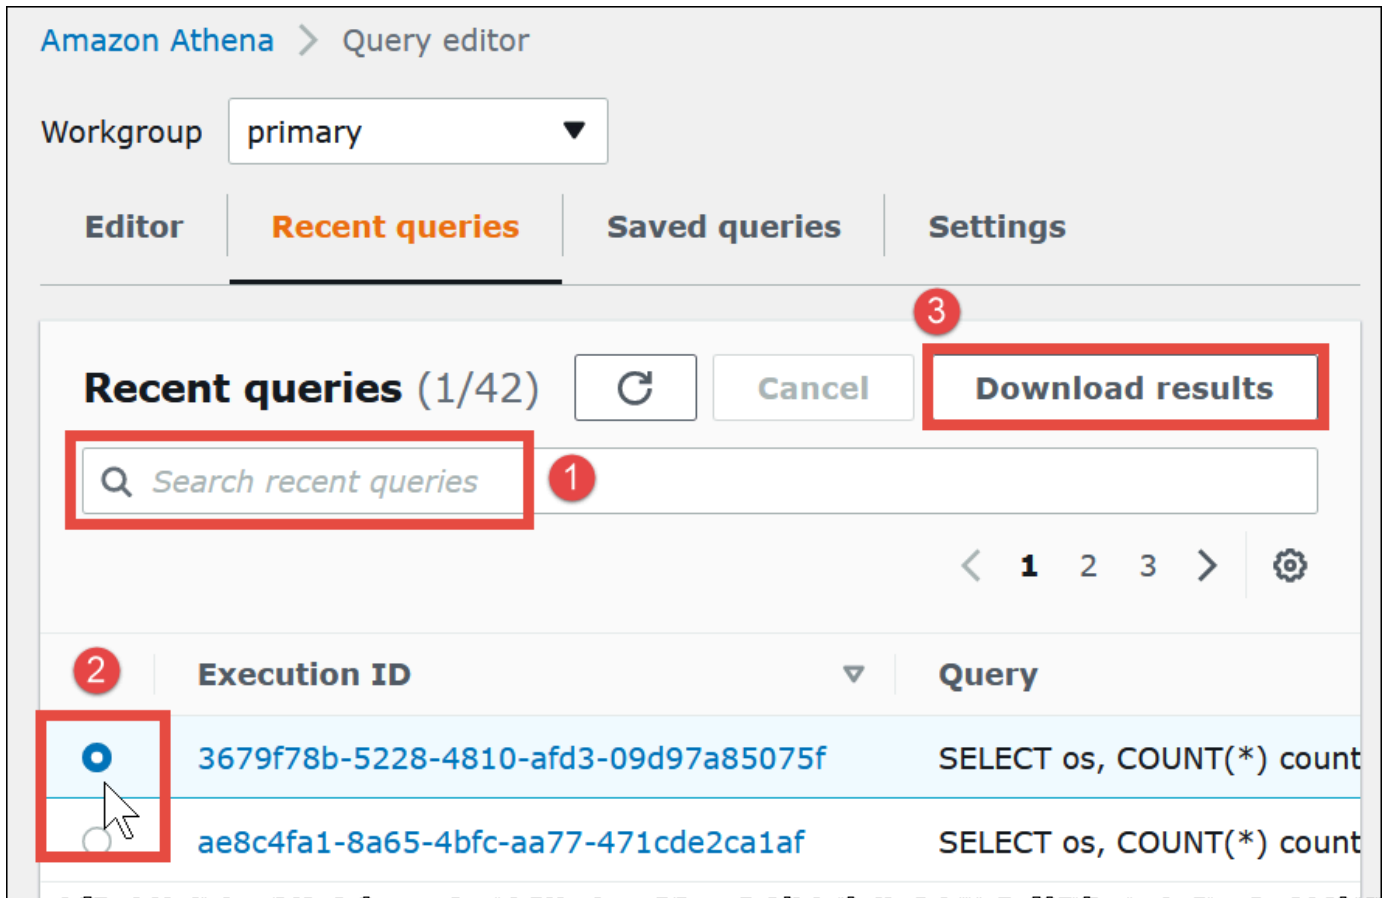 Amazon Athena > Query editor
Workgroup primary
Editor Recent queries Saved queries Settings
3
Recent queries (1/42) Cancel Download results
Search recent queries 1
1 2 3
2 Execution ID Query
3679f78b-5228-4810-afd3-09d97a85075f SELECT os, COUNT(*) count
ae8c4fa1-8a65-4bfc-aa77-471cde2ca1af SELECT os, COUNT(*) count